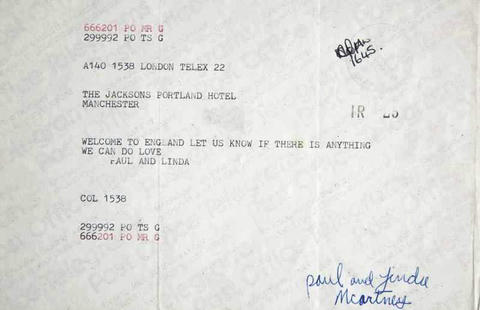 666201 PO MR G
299992 PO TS G
A140 1538 LONDON TELEX 22
THE JACKSONS PORTLAND HOTEL
MANCHESTER
IR 
WELCOME TO ENGLAND LET US KNOW IF THERE IS ANYTHING
WE CAN DO LOVE
PAUL AND LINDA
COL 1538
299992 PO TS G
666201 PO MR G
paul and Linda
Mcartney